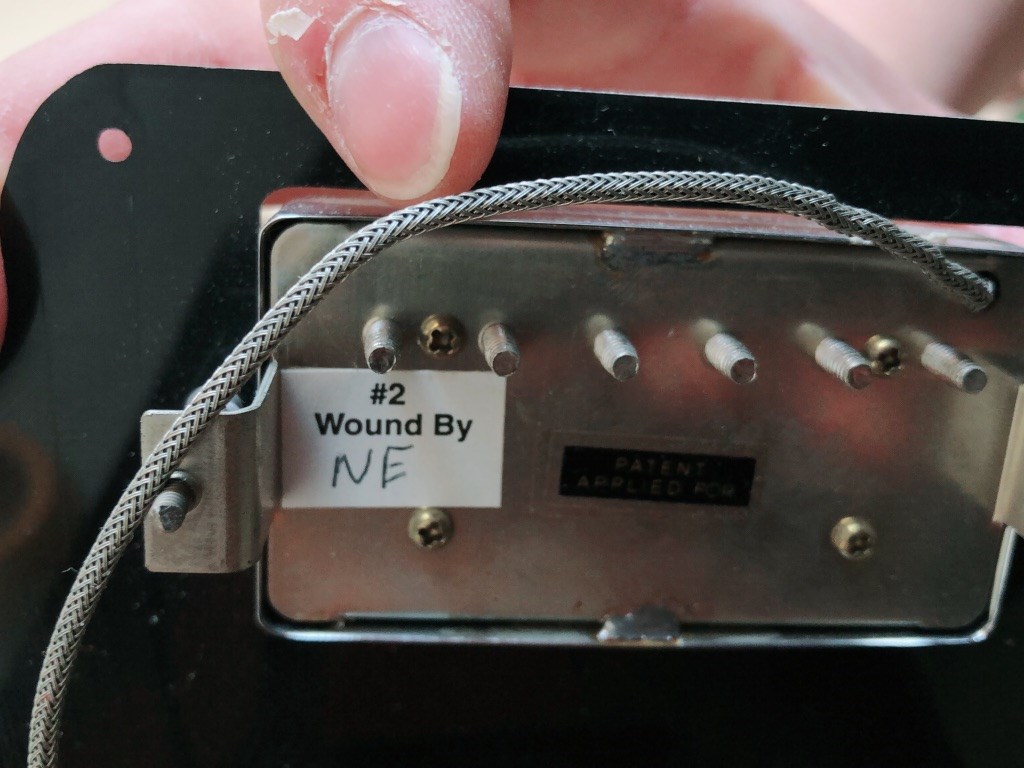 #2
Wound By
NE
PATENT
APPLIED FOR